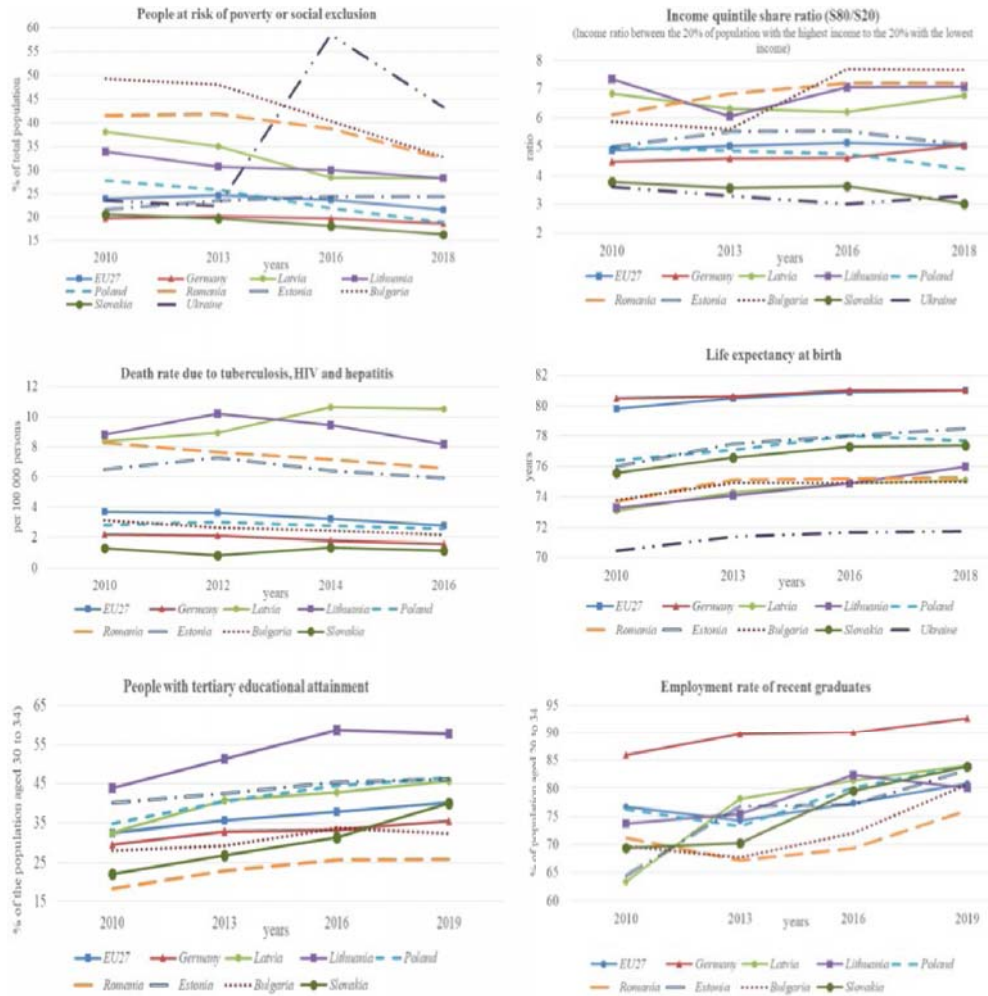 People at risk of poverty or social exclusion
% of total population
60
55
50
45
40
35
30
25
20
15
2010 2013 2016 2018
years
EU27 Germany Latvia Lithuania
Poland Romania Estonia Bulgaria
Slovakia Ukraine
Income quintile share ratio (S80/S20)
(Income ratio between the 20% of population with the highest income to the 20% with the lowest
income)
ratio
8
7
6
5
4
3
2
2010 2013 2016 2018
years
EU27 Germany Latvia Lithuania Poland
Romania Estonia Bulgaria Slovakia Ukraine
Death rate due to tuberculosis, HIV and hepatitis
per 100 000 persons
12
10
8
6
4
2
0
2010 2012 2014 2016
years
EU27 Germany Latvia Lithuania Poland
Romania Estonia Bulgaria Slovakia
Life expectancy at birth
years
82
80
78
76
74
72
70
2010 2013 2016 2018
years
EU27 Germany Latvia Lithuania Poland
Romania Estonia Bulgaria Slovakia Ukraine
People with tertiary educational attainment
% of the population aged 30 to 34)
65
55
45
35
25
15
2010 2013 2016 2019
years
EU27 Germany Latvia Lithuania Poland
Romania Estonia Bulgaria Slovakia
Employment rate of recent graduates
% of population aged 20 to 34
95
90
85
80
75
70
65
60
2010 2013 2016 2019
years
EU27 Germany Latvia Lithuania Poland
Romania Estonia Bulgaria Slovakia